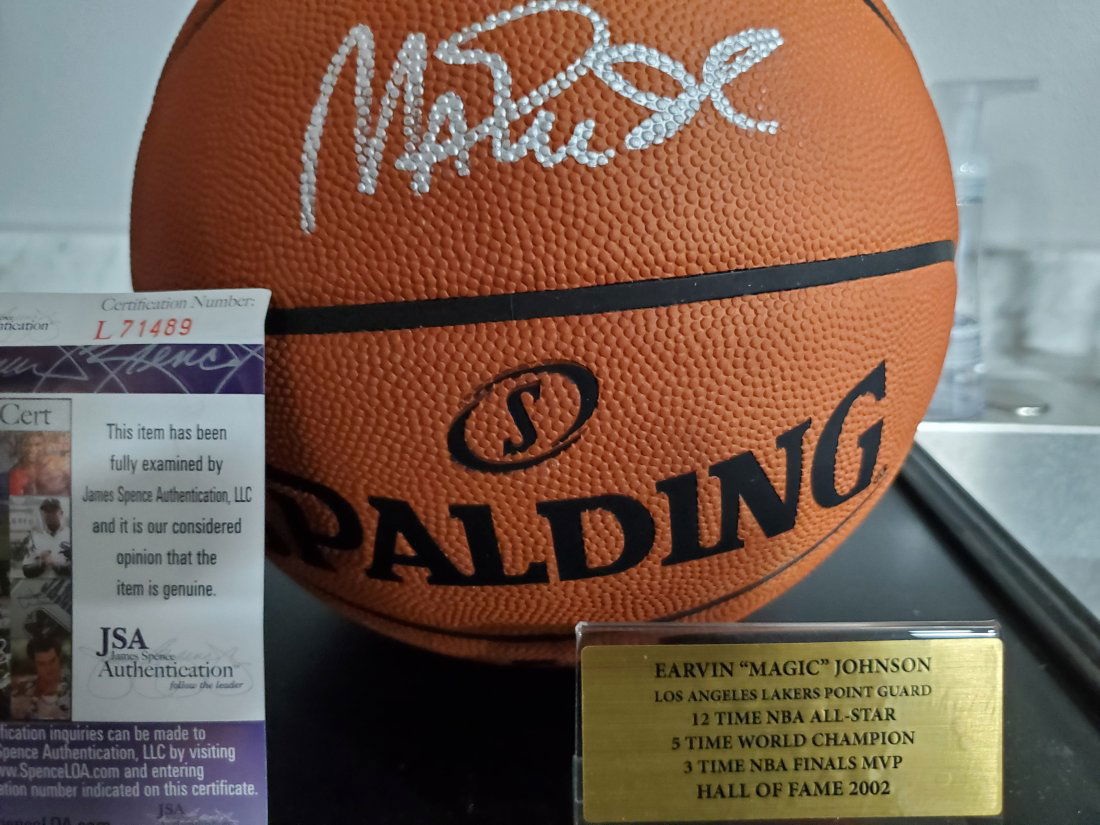 Magic Johnson
Certification Number:
L 71489
Cert
This item has been
fully examined by
James Spence Authentication, LLC
and it is our considered
opinion that the
item is genuine.
JSA
James Spence
Authentication
follow the leader
inquiries can be made to
Spence Authentication, LLC by visiting
www.SpenceLOA.com and entering
number indicated on this certificate.
JSA
S
SPALDING
EARVIN “MAGIC” JOHNSON
LOS ANGELES LAKERS POINT GUARD
12 TIME NBA ALL-STAR
5 TIME WORLD CHAMPION
3 TIME NBA FINALS MVP
HALL OF FAME 2002